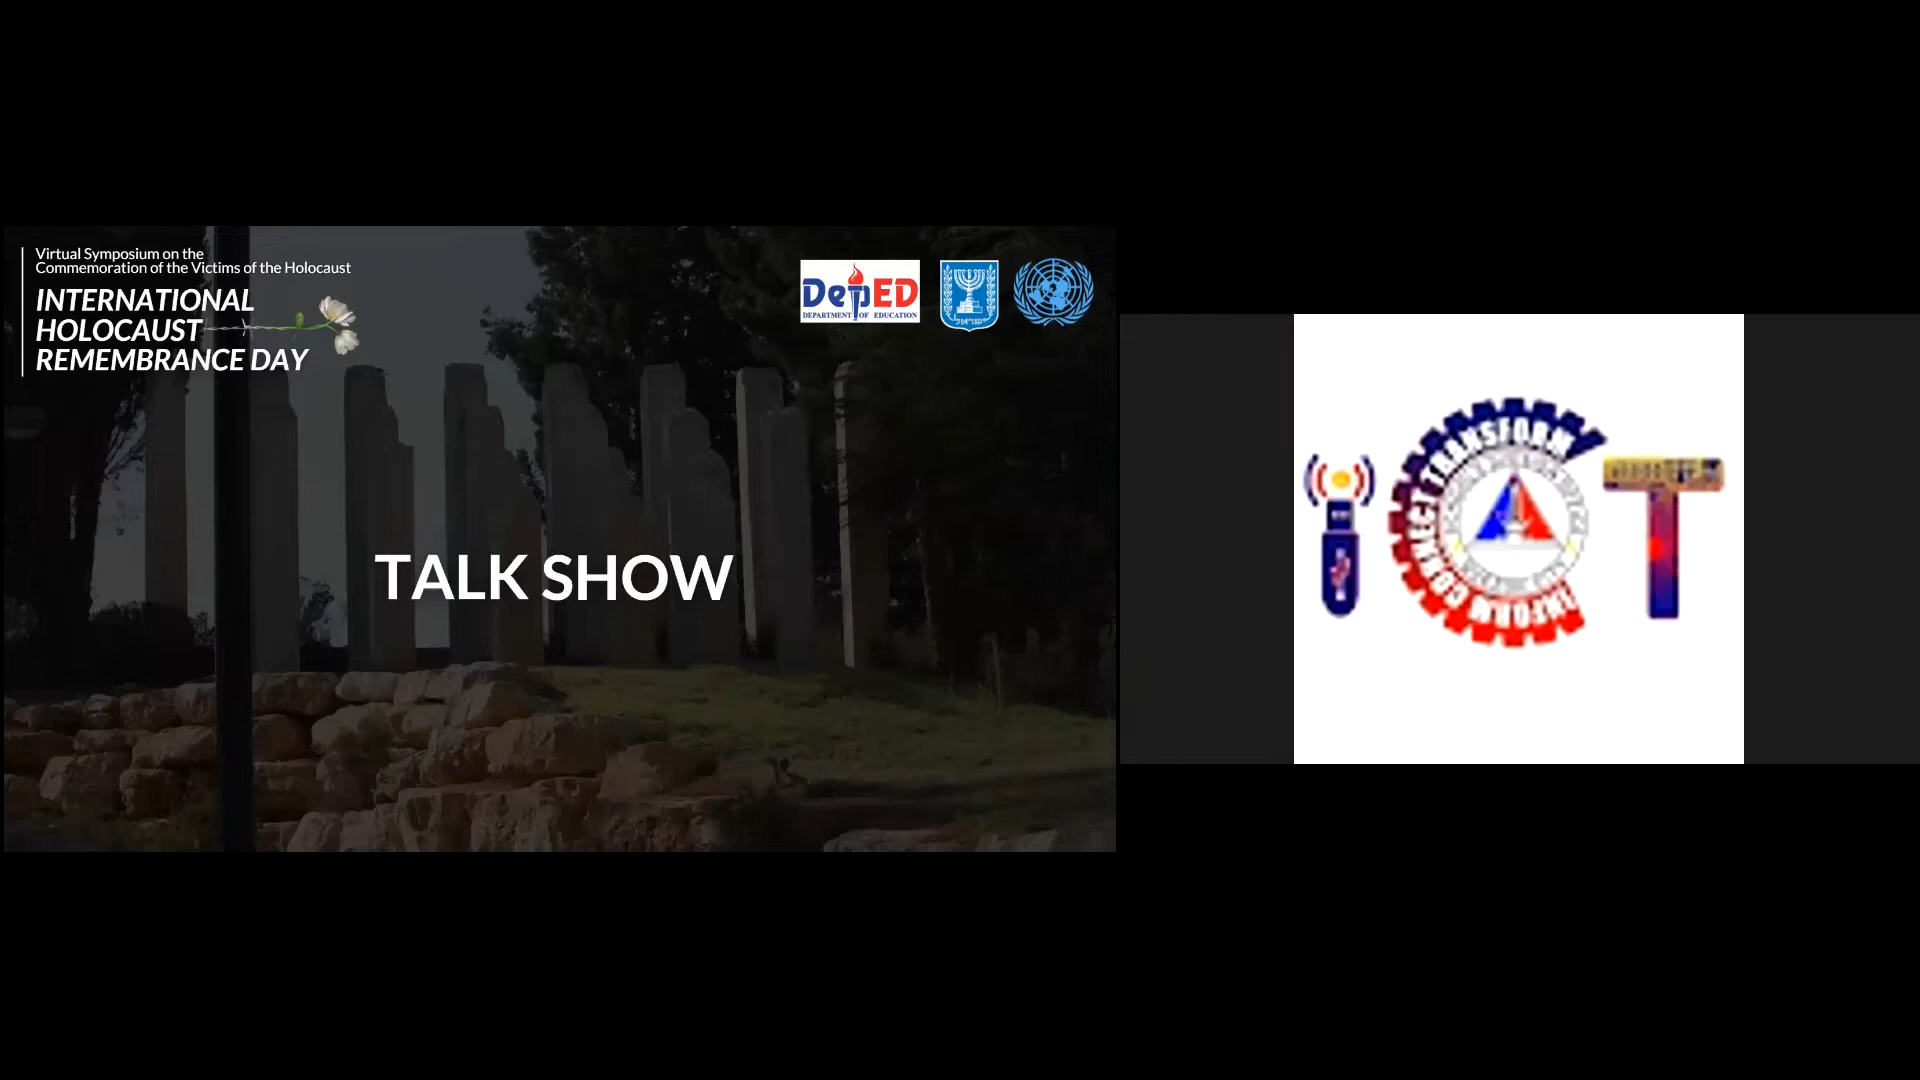 Virtual Symposium on the
Commemoration of the Victims of the Holocaust
INTERNATIONAL
HOLOCAUST
REMEMBRANCE DAY
DepED
DEPARTMENT OF EDUCATION
TALK SHOW
INFORM CONNECT TRANSFORM
T